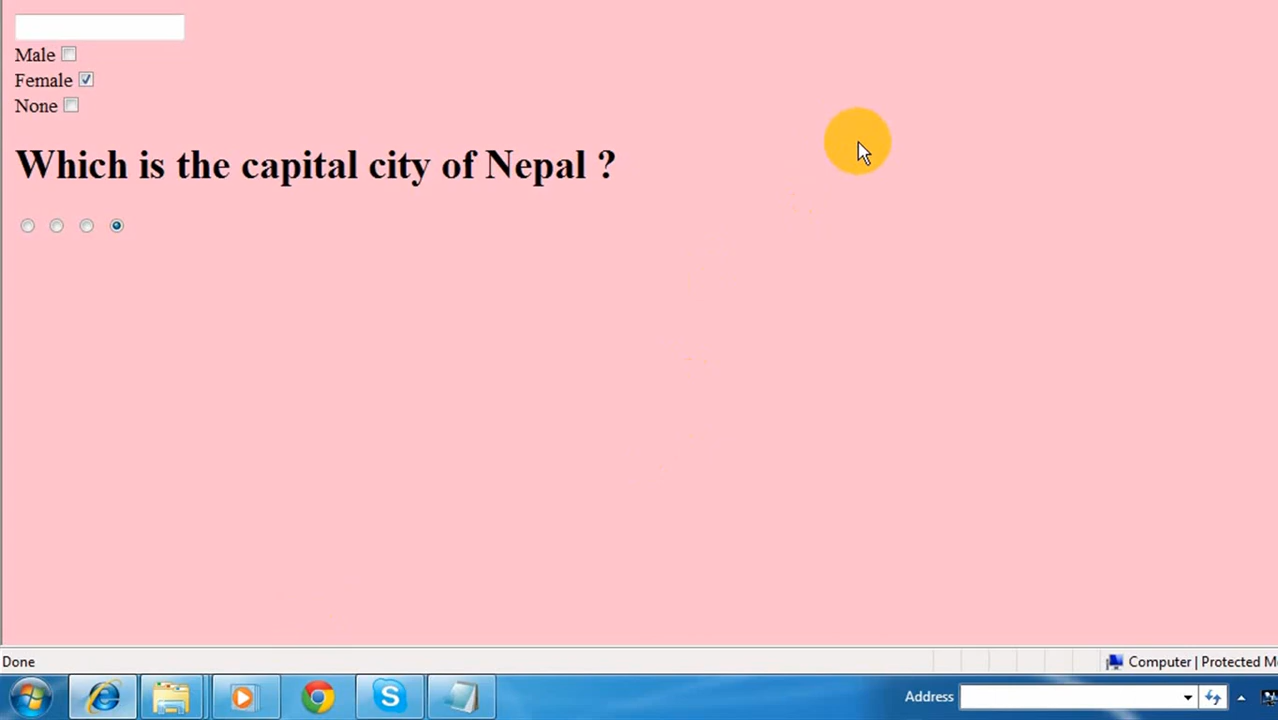 Male
Female
None
Which is the capital city of Nepal ?
Done
Computer | Protected M
Address